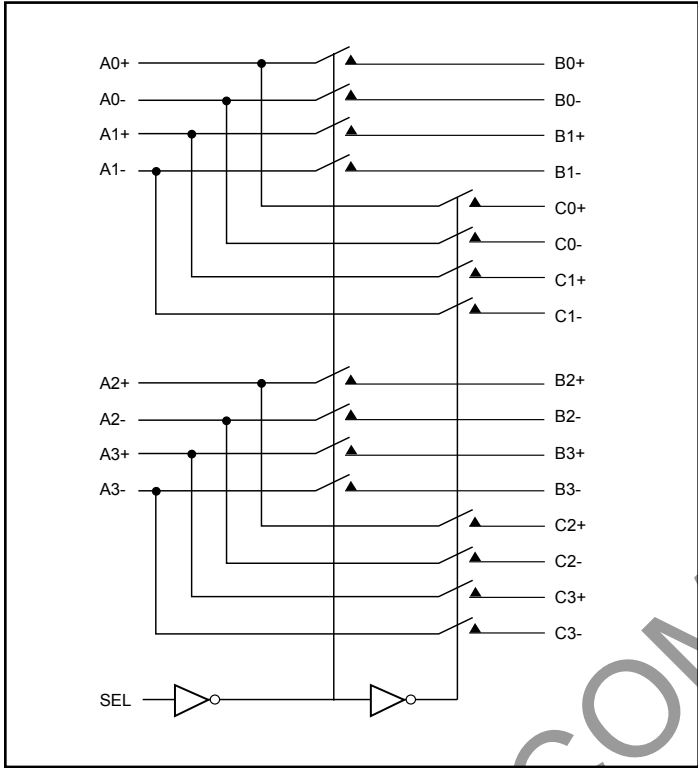 A0+ B0+
A0- B0-
A1+ B1+
A1- B1-
C0+
C0-
C1+
C1-
A2+ B2+
A2- B2-
A3+ B3+
A3- B3-
C2+
C2-
C3+
C3-
SEL
COM